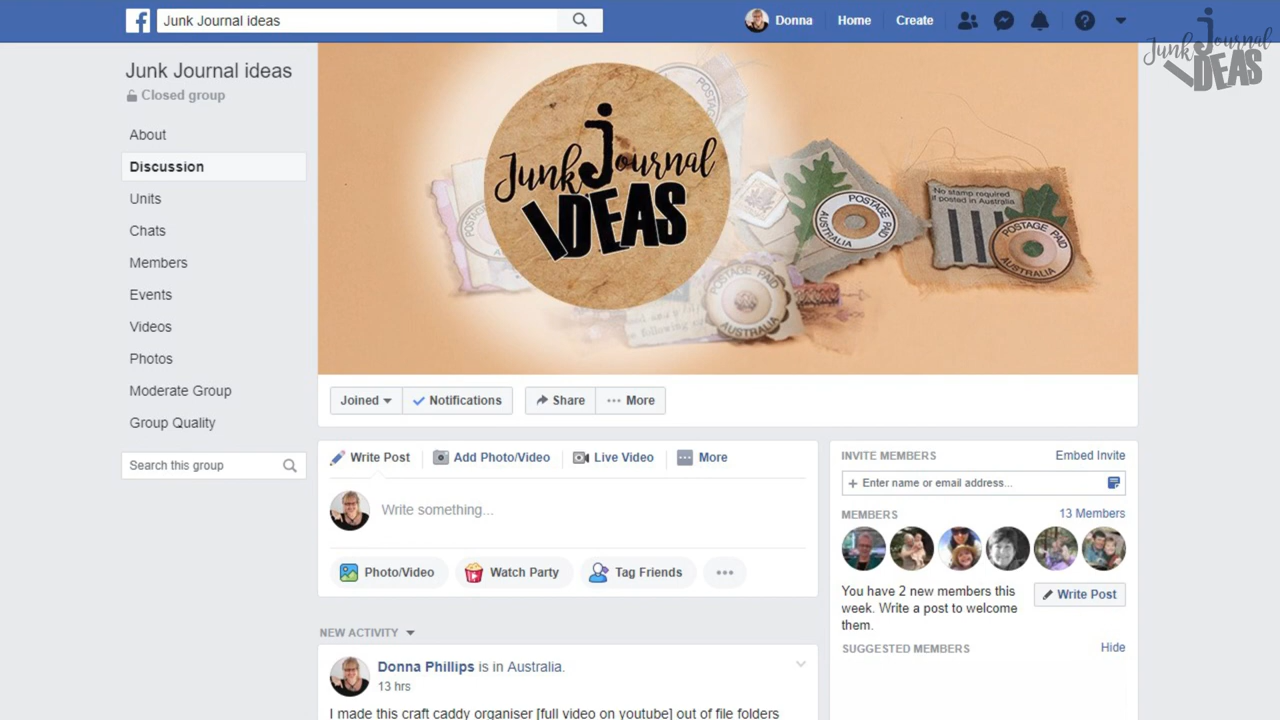 Junk Journal ideas
Donna
Home
Create
Junk Journal
IDEAS
Junk Journal ideas
Closed group
About
Discussion
Units
Chats
Members
Events
Videos
Photos
Moderate Group
Group Quality
Search this group
Junk Journal
IDEAS
POSTAGE PAID
AUSTRALIA
No stamp required
if posted in Australia
POSTAGE PAID
AUSTRALIA
POSTAGE PAID
AUSTRALIA
Joined
Notifications
Share
More
Write Post
Add Photo/Video
Live Video
More
Write something...
Photo/Video
Watch Party
Tag Friends
NEW ACTIVITY
Donna Phillips is in Australia.
13 hrs
I made this craft caddy organiser [full video on youtube] out of file folders
INVITE MEMBERS
Embed Invite
+ Enter name or email address...
MEMBERS
13 Members
You have 2 new members this
week. Write a post to welcome
them.
Write Post
SUGGESTED MEMBERS
Hide